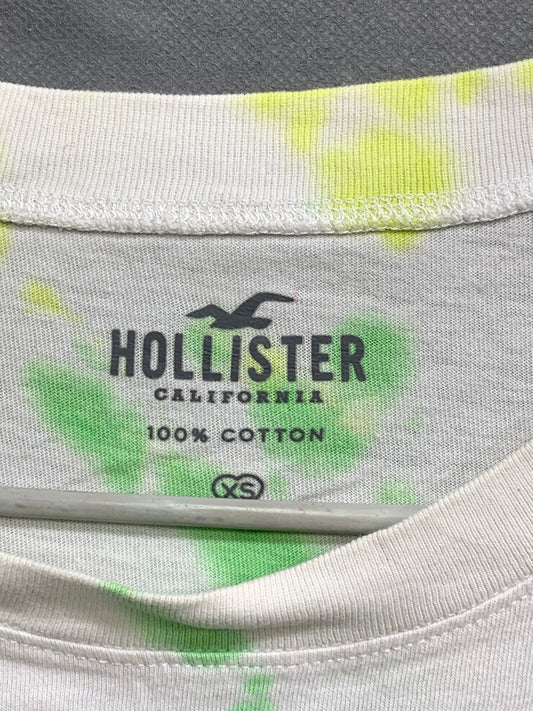 HOLLISTER
CALIFORNIA
100% COTTON
XS